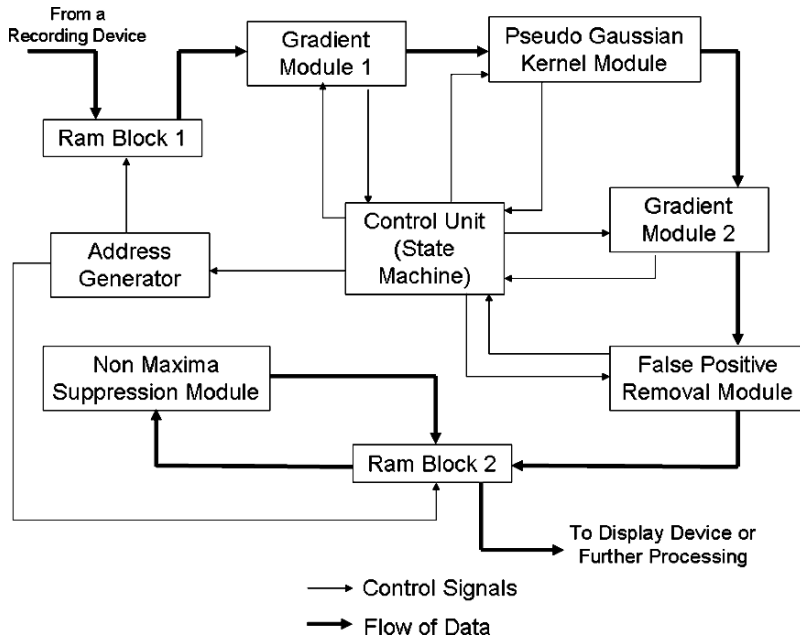 From a
Recording Device
Gradient
Module 1
Pseudo Gaussian
Kernel Module
Ram Block 1
Control Unit
(State
Machine)
Gradient
Module 2
Address
Generator
Non Maxima
Suppression Module
False Positive
Removal Module
Ram Block 2
To Display Device or
Further Processing
Control Signals
Flow of Data